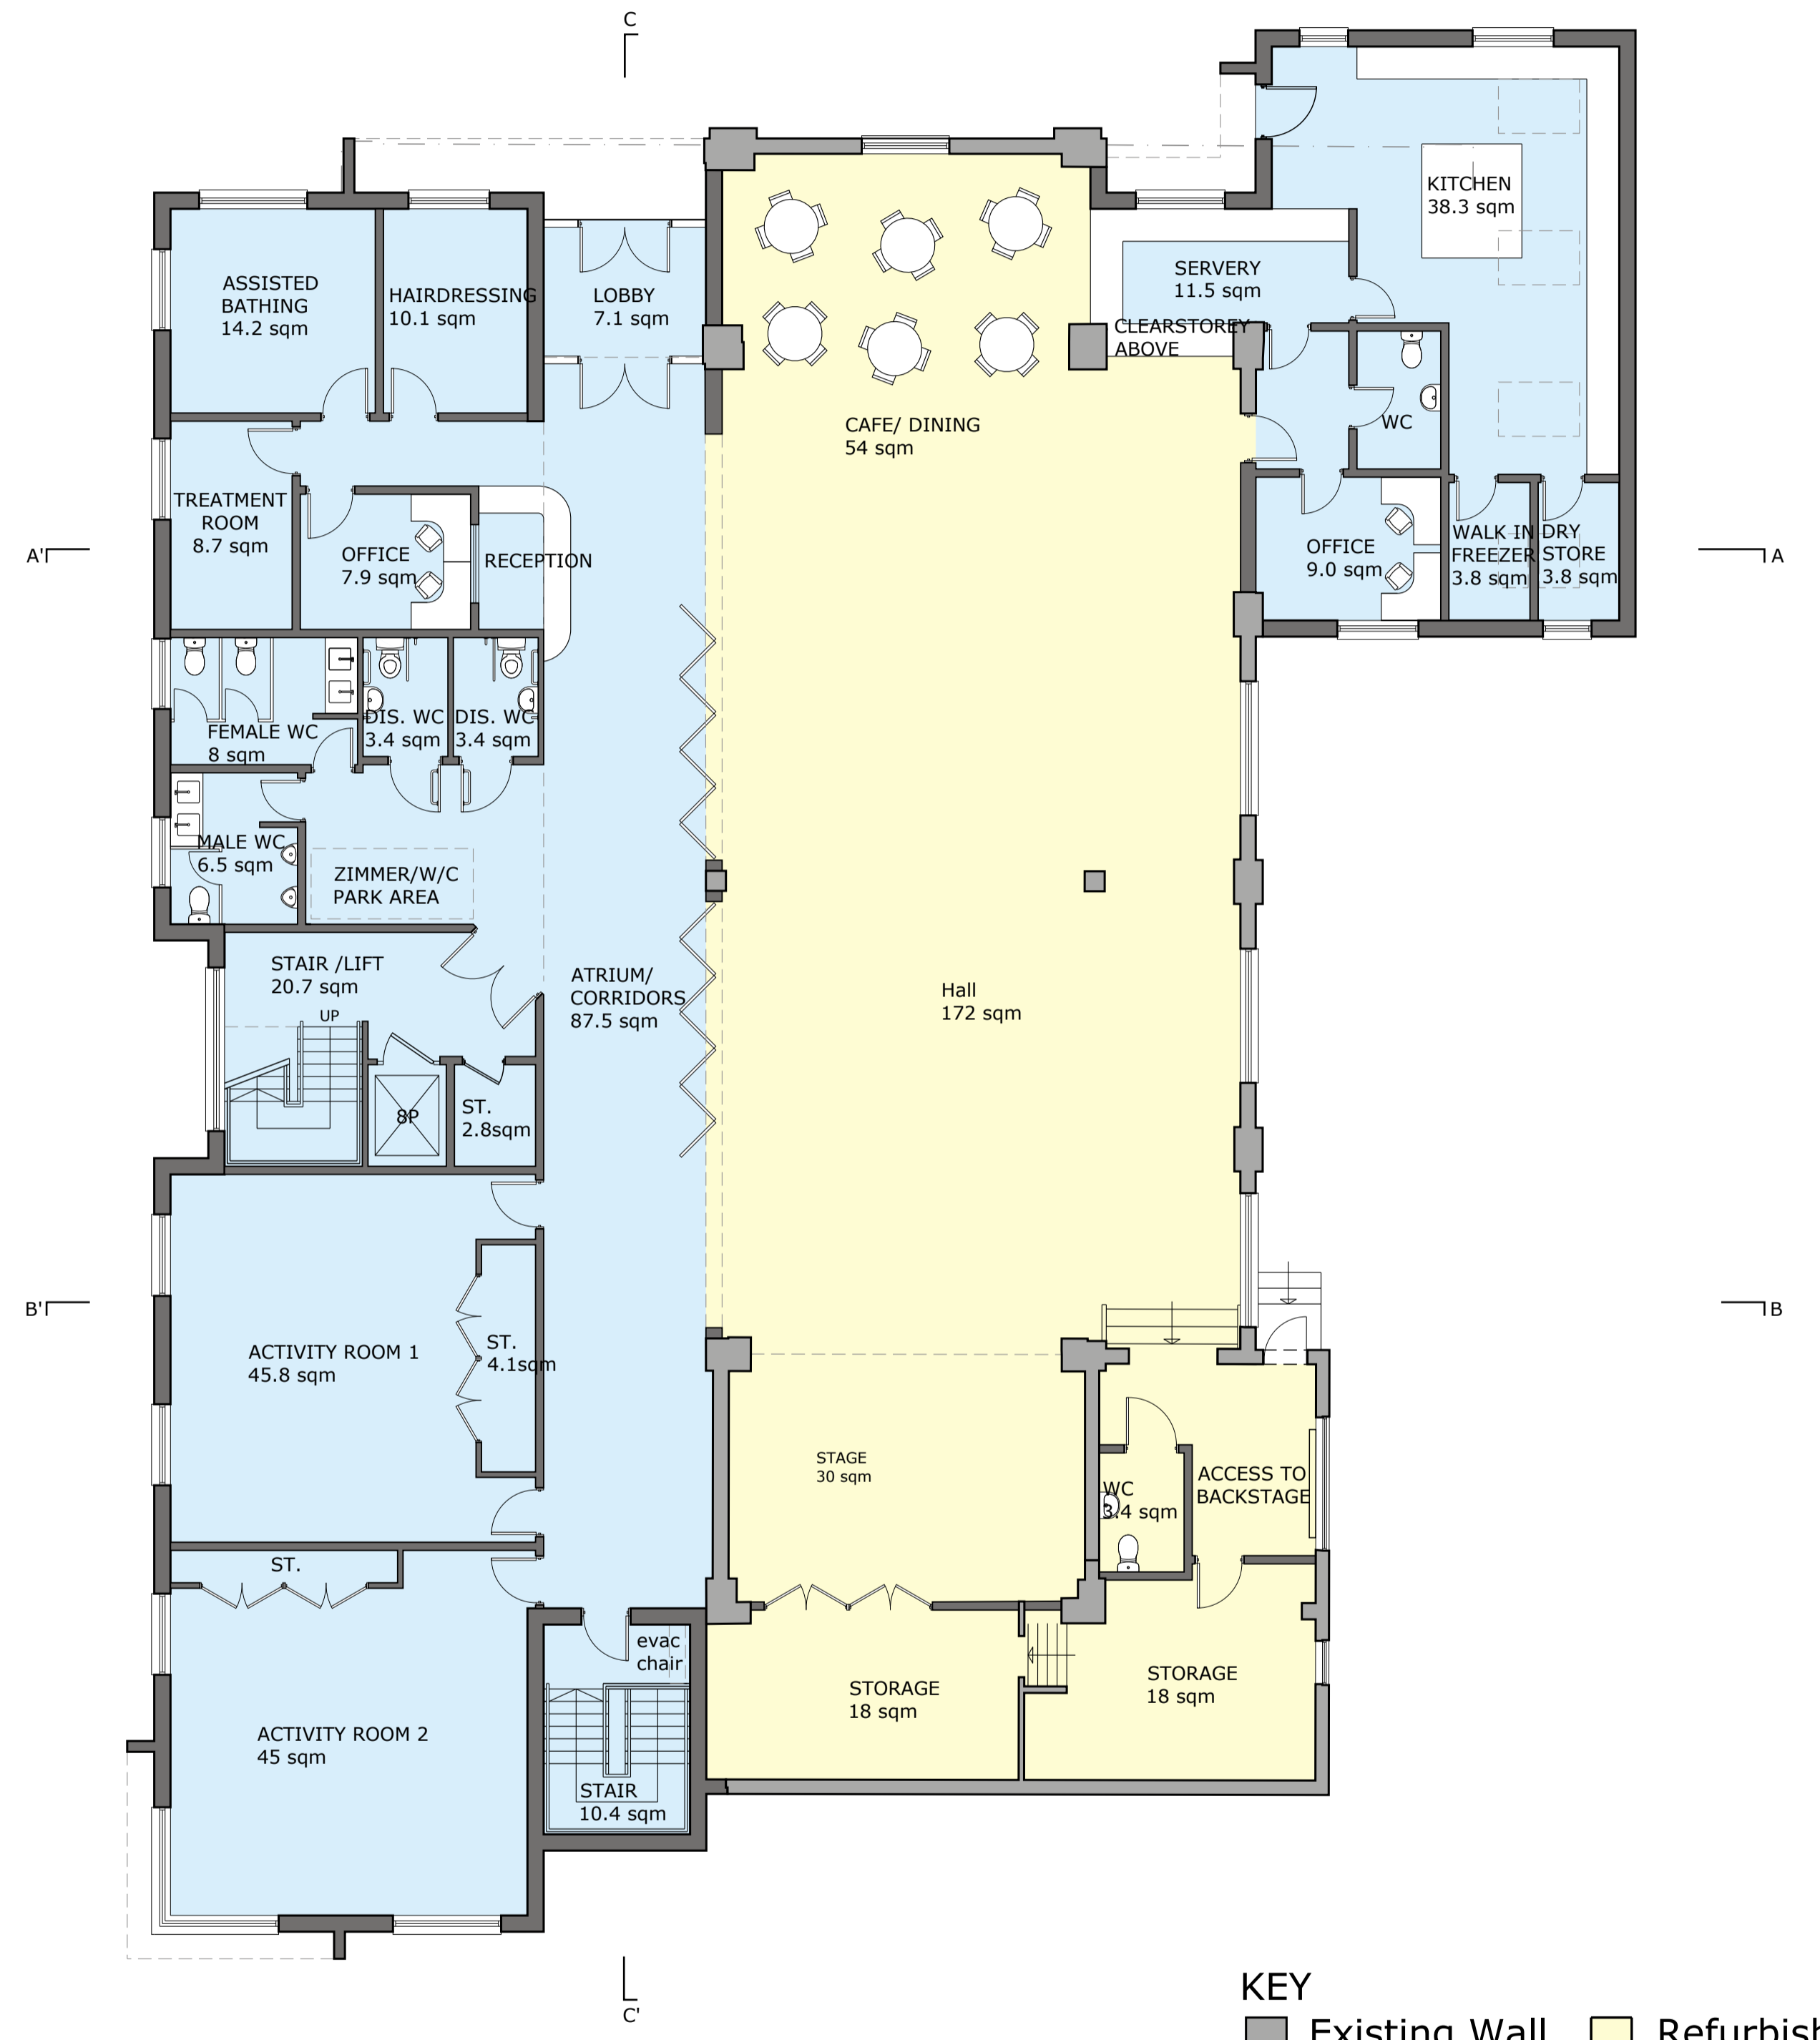 C
KITCHEN
38.3 sqm
SERVERY
11.5 sqm
ASSISTED
BATHING
14.2 sqm
HAIRDRESSING
10.1 sqm
LOBBY
7.1 sqm
CLEARSTOREY
ABOVE
CAFE/ DINING
54 sqm
WC
TREATMENT
ROOM
8.7 sqm
OFFICE
7.9 sqm
RECEPTION
OFFICE
9.0 sqm
WALK IN
FREEZER
3.8 sqm
DRY
STORE
3.8 sqm
A'
A
FEMALE WC
8 sqm
DIS. WC
3.4 sqm
DIS. WC
3.4 sqm
MALE WC
6.5 sqm
ZIMMER/W/C
PARK AREA
STAIR /LIFT
20.7 sqm
UP
ATRIUM/
CORRIDORS
87.5 sqm
Hall
172 sqm
8P
ST.
2.8sqm
B'
B
ACTIVITY ROOM 1
45.8 sqm
ST.
4.1sqm
STAGE
30 sqm
WC
3.4 sqm
ACCESS TO
BACKSTAGE
ST.
evac
chair
STORAGE
18 sqm
STORAGE
18 sqm
ACTIVITY ROOM 2
45 sqm
STAIR
10.4 sqm
C'
KEY
Existing Wall
Refurbish